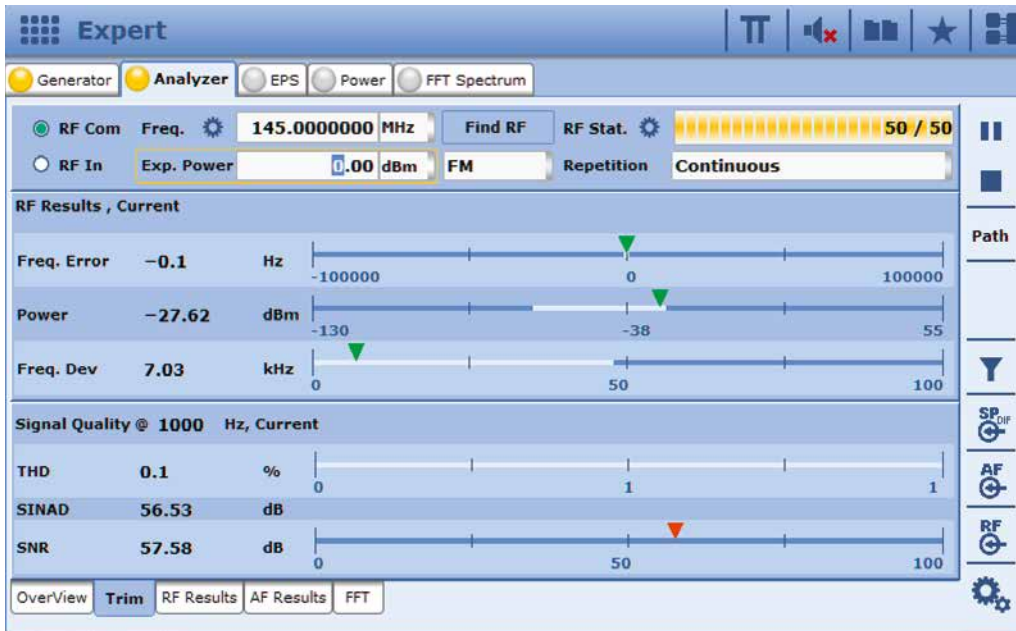 Expert
Generator Analyzer EPS Power FFT Spectrum
RF Com Freq. 145.0000000 MHz Find RF RF Stat. 50 / 50
RF In Exp. Power 0.00 dBm FM Repetition Continuous
RF Results , Current
Path
Freq. Error −0.1 Hz
-100000 0 100000
Power −27.62 dBm
-130 -38 55
Freq. Dev 7.03 kHz
0 50 100
Signal Quality @ 1000 Hz, Current
SP DIF
THD 0.1 %
0 1 1
AF
SINAD 56.53 dB
SNR 57.58 dB
0 50 100
RF
OverView Trim RF Results AF Results FFT